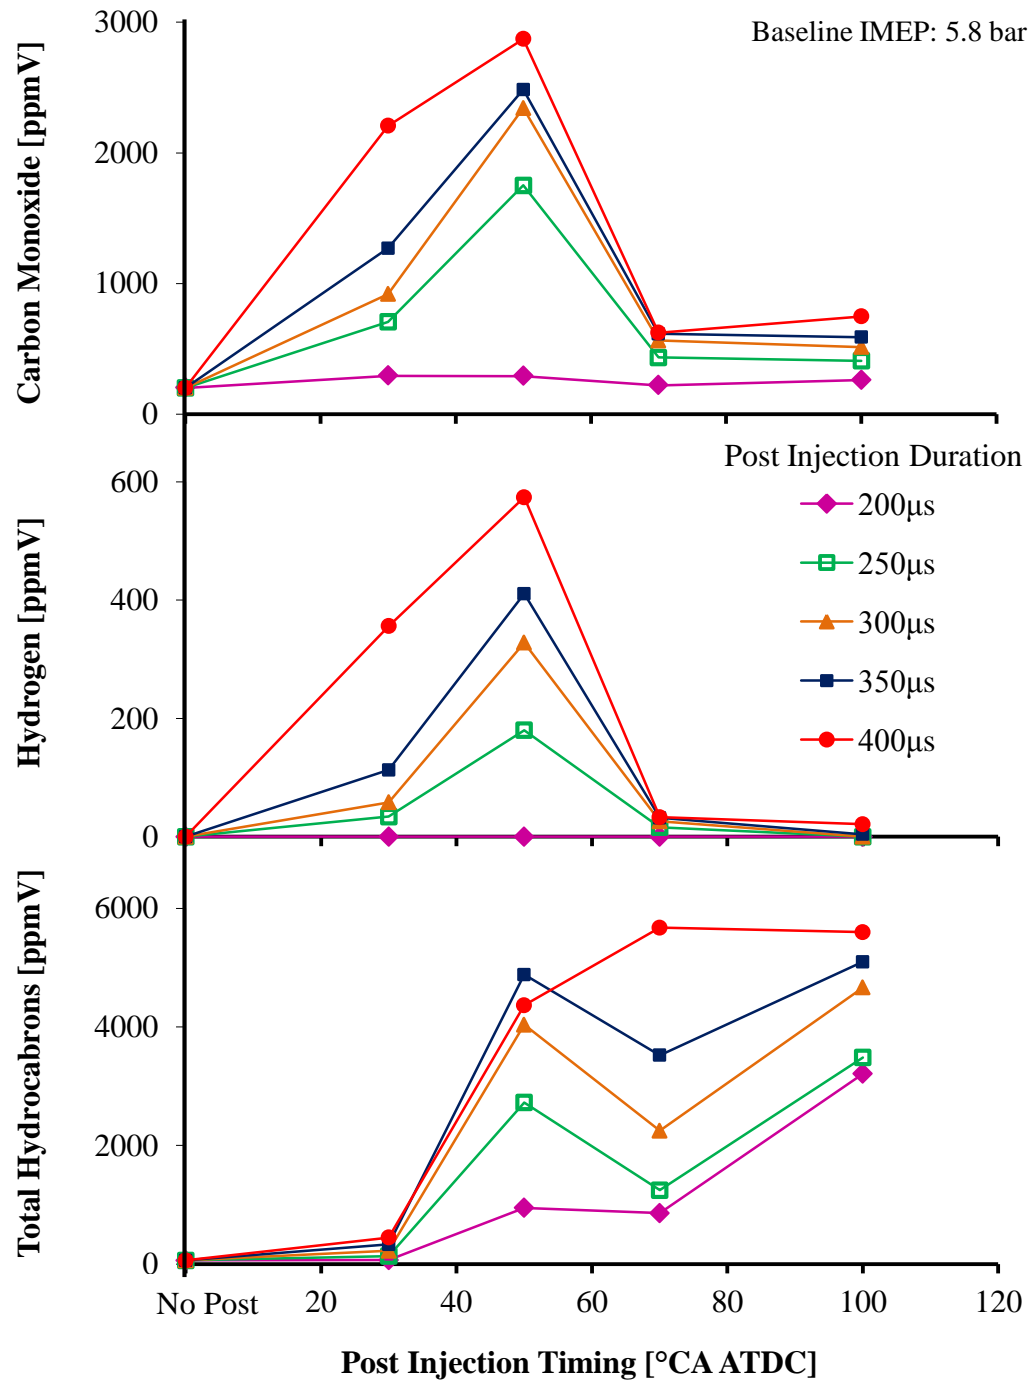 Baseline IMEP: 5.8 bar
Carbon Monoxide [ppmV]
3000
2000
1000
0
Hydrogen [ppmV]
600
400
200
0
Post Injection Duration
200μs
250μs
300μs
350μs
400μs
Total Hydrocabrons [ppmV]
6000
4000
2000
0
No Post 20 40 60 80 100 120
Post Injection Timing [°CA ATDC]